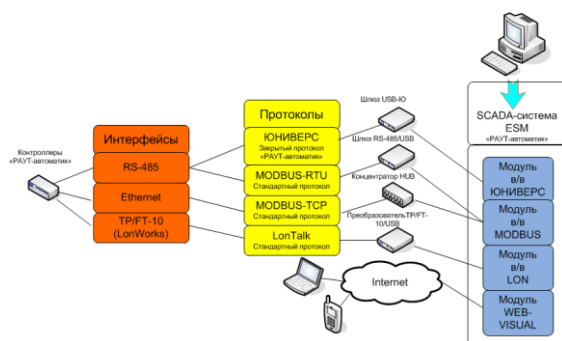 Контроллеры
«РАУТ-автоматик»
Интерфейсы
RS-485
Ethernet
TP/FT-10
(LonWorks)
Протоколы
ЮНИВЕРС
Закрытый протокол
«РАУТ-автоматик»
MODBUS-RTU
Стандартный протокол
MODBUS-TCP
Стандартный протокол
LonTalk
Стандартный протокол
Шлюз USB-Ю
Шлюз RS-485/USB
Концентратор HUB
ПреобразовательTP/FT-
10/USB
Internet
SCADA-система
ESM
«РАУТ-автоматик»
Модуль
в/в
ЮНИВЕРС
Модуль
в/в
MODBUS
Модуль
в/в
LON
Модуль
WEB-
VISUAL